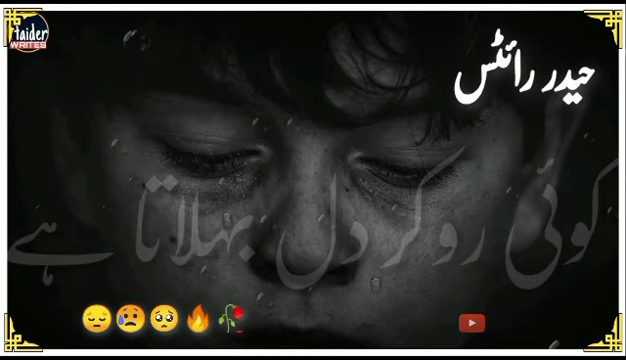 Haider
WRITES
حیدر رائٹس
کوئی رو کر دل بہلاتا ہے